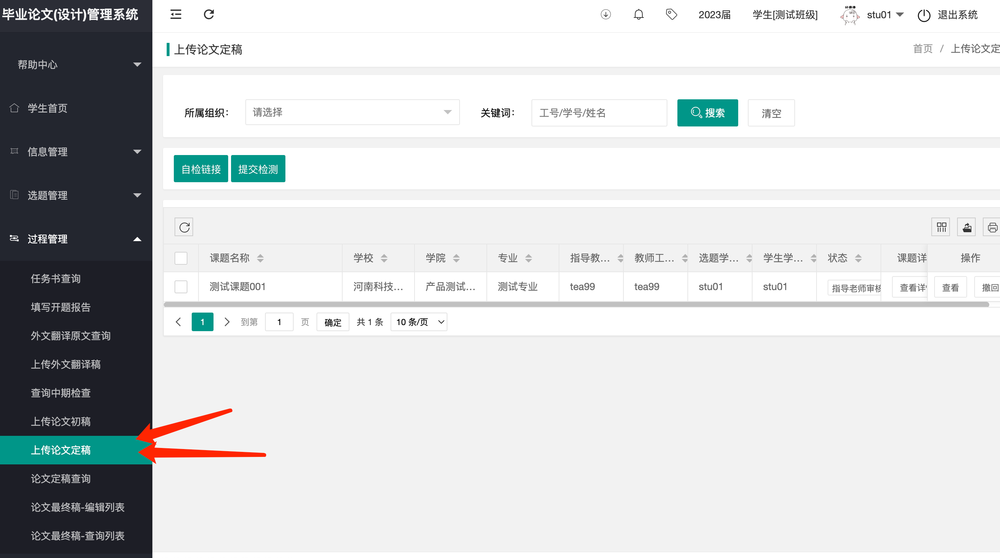 毕业论文(设计)管理系统
2023届
学生[测试班级]
好棒棒
stu01
退出系统
帮助中心
学生首页
信息管理
选题管理
过程管理
任务书查询
填写开题报告
外文翻译原文查询
上传外文翻译稿
查询中期检查
上传论文初稿
上传论文定稿
论文定稿查询
论文最终稿-编辑列表
论文最终稿-查询列表
上传论文定稿
首页 / 上传论文定
所属组织: 请选择 关键词: 工号/学号/姓名 搜索 清空
自检链接 提交检测
课题名称 学校 学院 专业 指导教... 教师工... 选题学... 学生学... 状态 课题详 操作
测试课题001 河南科技... 产品测试... 测试专业 tea99 tea99 stu01 stu01 指导老师审核 查看详 查看 撤回
1 到第 1 页 确定 共 1 条 10 条/页